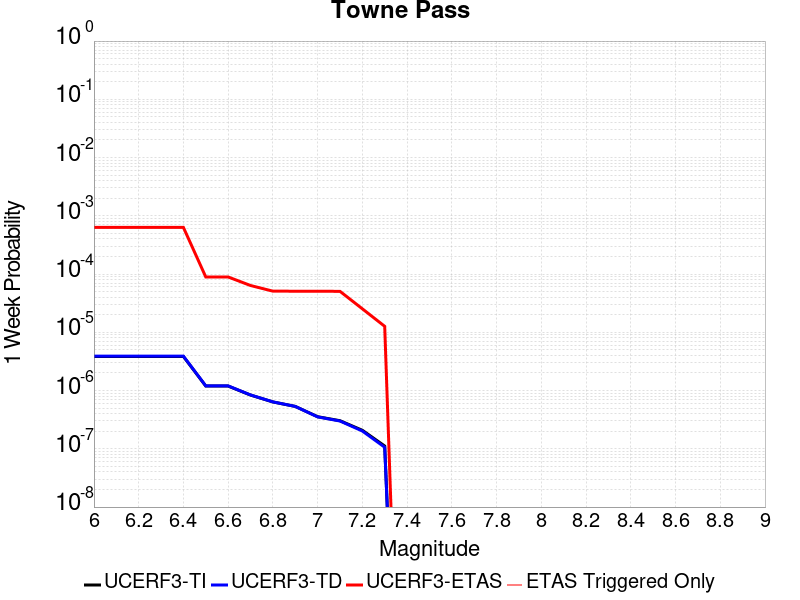 Towne Pass
10^0
10^-1
10^-2
10^-3
10^-4
10^-5
10^-6
10^-7
10^-8
1 Week Probability
6 6.2 6.4 6.6 6.8 7 7.2 7.4 7.6 7.8 8 8.2 8.4 8.6 8.8 9
Magnitude
UCERF3-TI UCERF3-TD UCERF3-ETAS ETAS Triggered Only